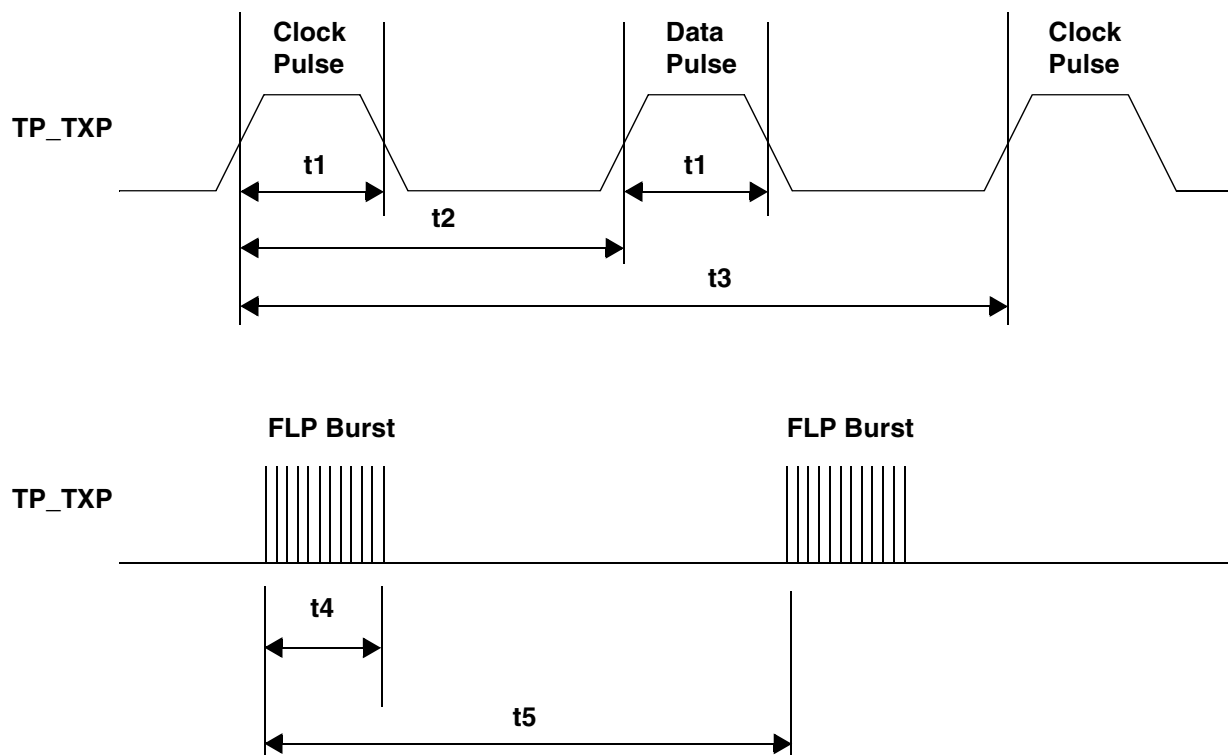 Clock
Pulse
Data
Pulse
Clock
Pulse
TP_TXP
t1
t1
t2
t3
FLP Burst
FLP Burst
TP_TXP
t4
t5